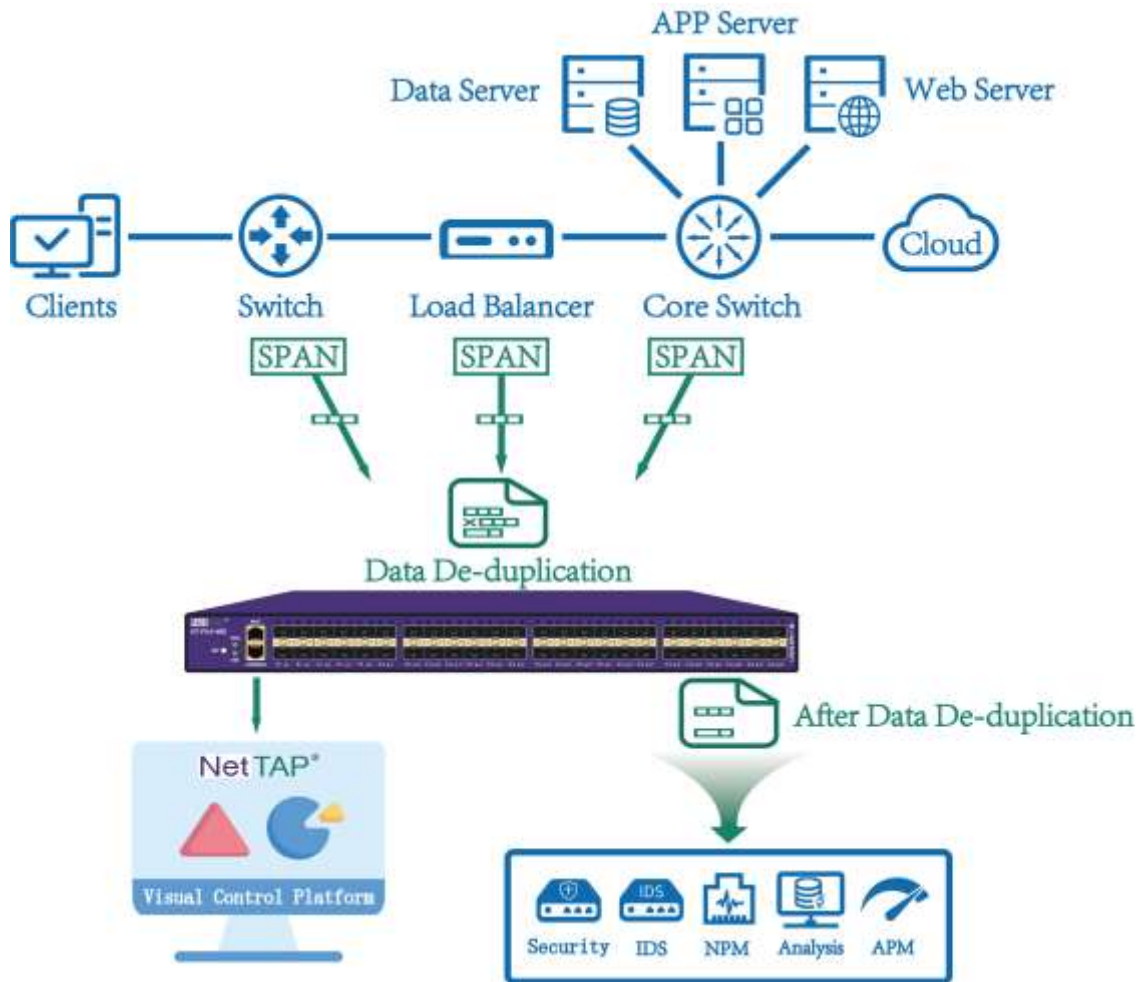 APP Server
Data Server
Web Server
Cloud
Clients
Switch
Load Balancer
Core Switch
SPAN
SPAN
SPAN
Data De-duplication
After Data De-duplication
NetTAP®
Visual Control Platform
IDS
Security
IDS
NPM
Analysis
APM